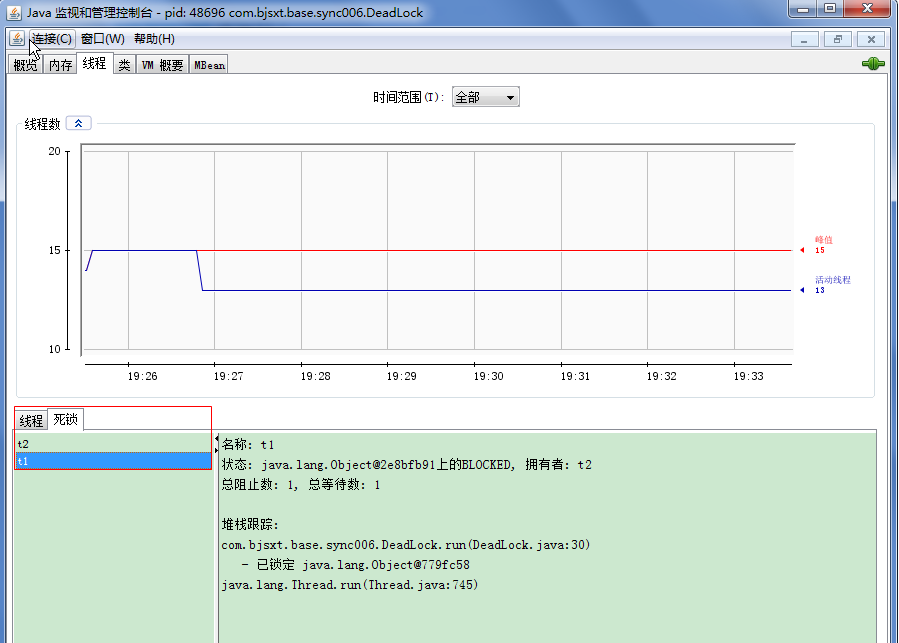 Java 监视和管理控制台 - pid: 48696 com.bjsxt.base.sync006.DeadLock
连接(C) 窗口(W) 帮助(H)
概览 内存 线程 类 VM 概要 MBean
时间范围(T): 全部
线程数
20
15
10
峰值
15
活动线程
13
19:26 19:27 19:28 19:29 19:30 19:31 19:32 19:33
线程 死锁
t2
t1
名称: t1
状态: java.lang.Object@2e8bfb91上的BLOCKED, 拥有者: t2
总阻止数: 1, 总等待数: 1
堆栈跟踪:
com.bjsxt.base.sync006.DeadLock.run(DeadLock.java:30)
- 已锁定 java.lang.Object@779fc58
java.lang.Thread.run(Thread.java:745)